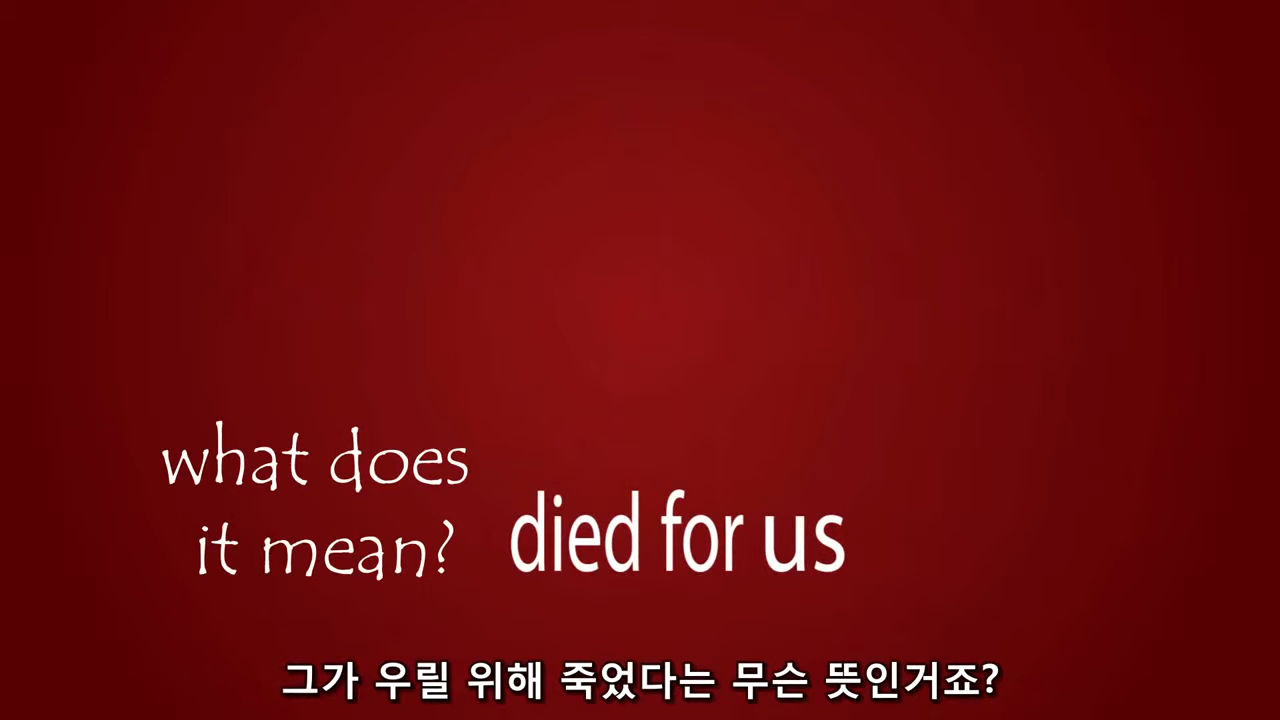 what does
it mean?
died for us
그가 우릴 위해 죽었다는 무슨 뜻인거죠?